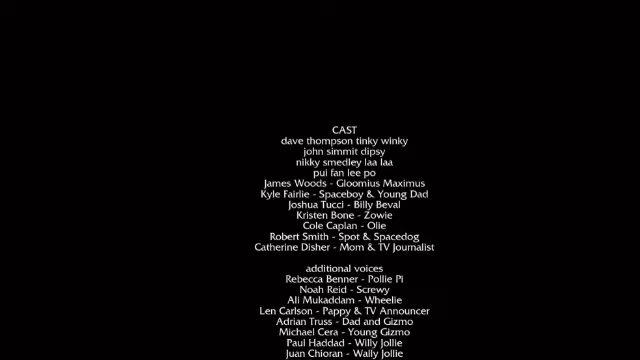 CAST
dave thompson tinky winky
john simmit dipsy
nikky smedley laa laa
pui fan lee po
James Woods - Gloomius Maximus
Kyle Fairlie - Spaceboy & Young Dad
Joshua Tucci - Billy Beval
Kristen Bone - Zowie
Cole Caplan - Olie
Robert Smith - Spot & Spacedog
Catherine Disher - Mom & TV Journalist
additional voices
Rebecca Benner - Pollie Pi
Noah Reid - Screwy
Ali Mukaddam - Wheelie
Len Carlson - Pappy & TV Announcer
Adrian Truss - Dad and Gizmo
Michael Cera - Young Gizmo
Paul Haddad - Willy Jollie
Juan Chioran - Wally Jollie